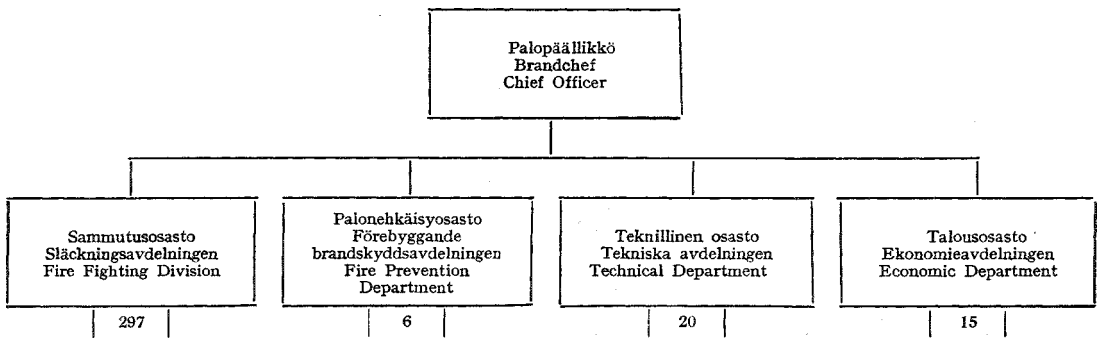 Palopäällikkö
Brandchef
Chief Officer
Sammutusosasto
Släckningsavdelningen
Fire Fighting Division
297
Palonehkäisyosasto
Förebyggande
brandskyddsavdelningen
Fire Prevention
Department
6
Teknillinen osasto
Tekniska avdelningen
Technical Department
20
Talousosasto
Ekonomieavdelningen
Economic Department
15